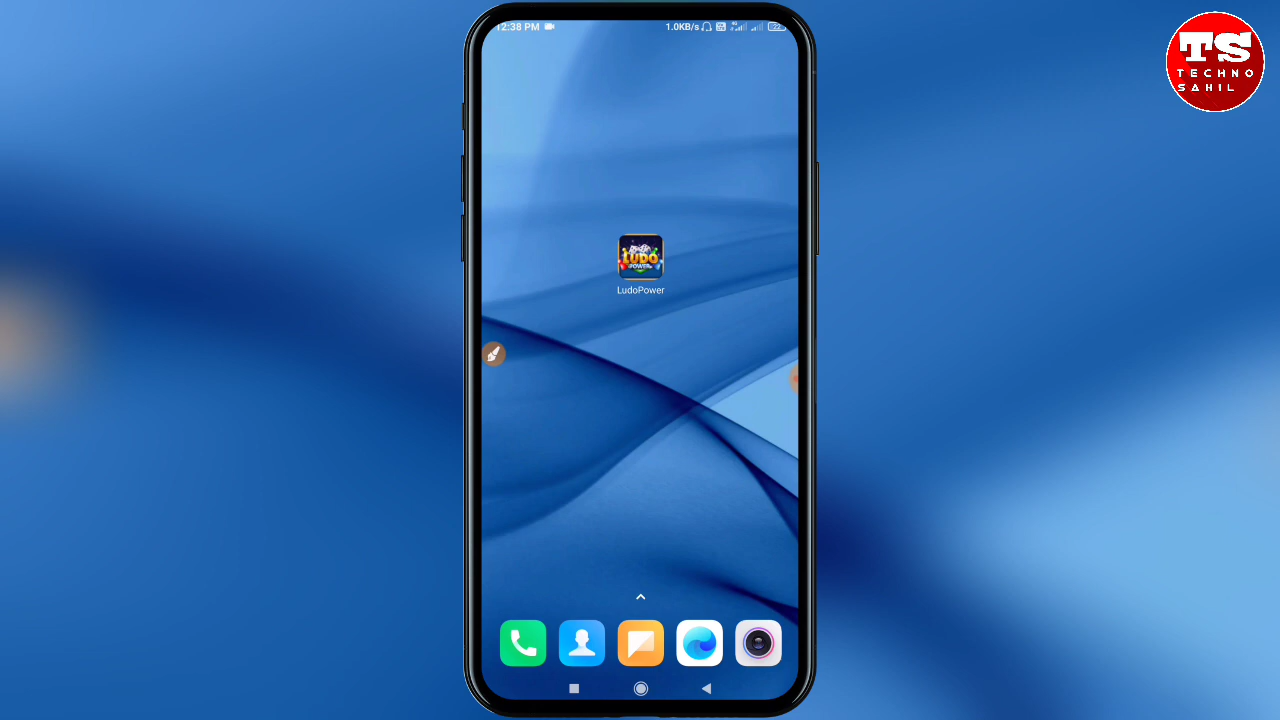 12:38 PM
1.0KB/s
TS
TECHNO
SAHIL
LUDO
POWER
LudoPower